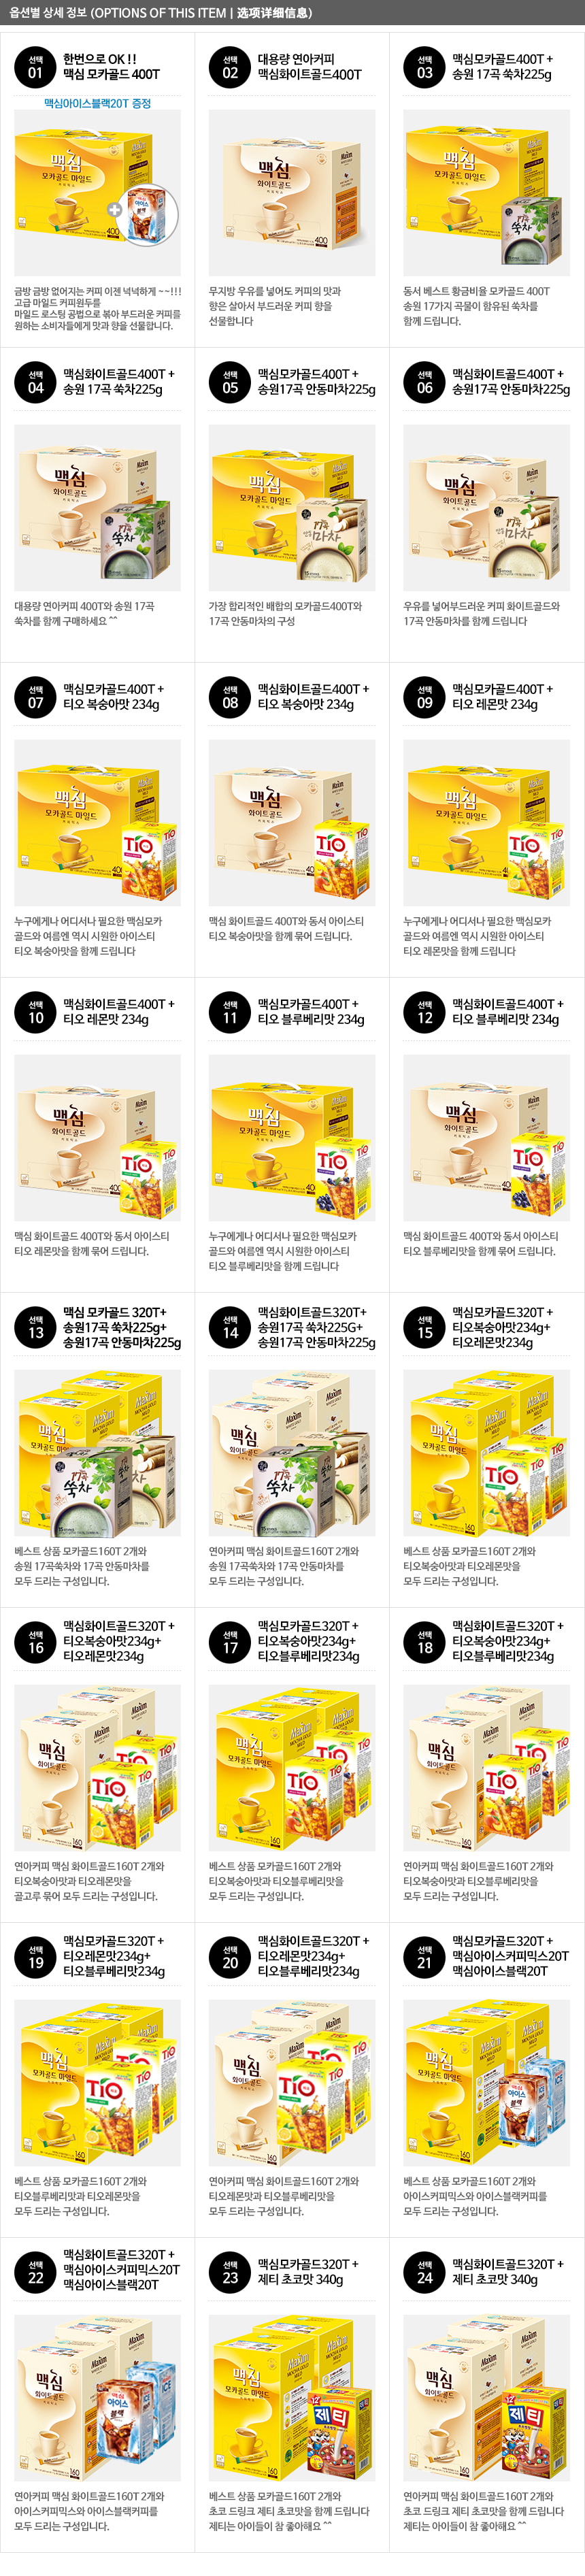 옵션별 상세 정보 (OPTIONS OF THIS ITEM | 选项详细信息)
선택
01
한번으로 OK !!
맥심 모카골드 400T
맥심아이스블랙20T 증정
금방 금방 없어지는 커피 이젠 넉넉하게 ~~!!!
고급 마일드 커피원두를
마일드 로스팅 공법으로 볶아 부드러운 커피를
원하는 소비자들에게 맛과 향을 선물합니다.
선택
02
대용량 연아커피
맥심화이트골드400T
무지방 우유를 넣어도 커피의 맛과
향은 살아서 부드러운 커피 향을
선물합니다
선택
03
맥심모카골드400T +
송원 17곡 쑥차225g
동서 베스트 황금비율 모카골드 400T
송원 17가지 곡물이 함유된 쑥차를
함께 드립니다.
선택
04
맥심화이트골드400T +
송원 17곡 쑥차225g
대용량 연아커피 400T와 송원 17곡
쑥차를 함께 구매하세요 ^^
선택
05
맥심모카골드400T +
송원17곡 안동마차225g
가장 합리적인 배합의 모카골드400T와
17곡 안동마차의 구성
선택
06
맥심화이트골드400T +
송원17곡 안동마차225g
우유를 넣어부드러운 커피 화이트골드와
17곡 안동마차를 함께 드립니다
선택
07
맥심모카골드400T +
티오 복숭아맛 234g
누구에게나 어디서나 필요한 맥심모카
골드와 여름엔 역시 시원한 아이스티
티오 복숭아맛을 함께 드립니다
선택
08
맥심화이트골드400T +
티오 복숭아맛 234g
맥심 화이트골드 400T와 동서 아이스티
티오 복숭아맛을 함께 묶어 드립니다.
선택
09
맥심모카골드400T +
티오 레몬맛 234g
누구에게나 어디서나 필요한 맥심모카
골드와 여름엔 역시 시원한 아이스티
티오 레몬맛을 함께 드립니다
선택
10
맥심화이트골드400T +
티오 레몬맛 234g
맥심 화이트골드 400T와 동서 아이스티
티오 레몬맛을 함께 묶어 드립니다.
선택
11
맥심모카골드400T +
티오 블루베리맛 234g
누구에게나 어디서나 필요한 맥심모카
골드와 여름엔 역시 시원한 아이스티
티오 블루베리맛을 함께 드립니다
선택
12
맥심화이트골드400T +
티오 블루베리맛 234g
맥심 화이트골드 400T와 동서 아이스티
티오 블루베리맛을 함께 묶어 드립니다.
선택
13
맥심 모카골드 320T+
송원17곡 쑥차225g+
송원17곡 안동마차225g
베스트 상품 모카골드160T 2개와
송원 17곡쑥차와 17곡 안동마차를
모두 드리는 구성입니다.
선택
14
맥심화이트골드320T+
송원17곡 쑥차225G+
송원17곡 안동마차225g
연아커피 맥심 화이트골드160T 2개와
송원 17곡쑥차와 17곡 안동마차를
모두 드리는 구성입니다.
선택
15
맥심모카골드320T +
티오복숭아맛234g+
티오레몬맛234g
베스트 상품 모카골드160T 2개와
티오복숭아맛과 티오레몬맛을
모두 드리는 구성입니다.
선택
16
맥심화이트골드320T +
티오복숭아맛234g+
티오레몬맛234g
연아커피 맥심 화이트골드160T 2개와
티오복숭아맛과 티오레몬맛을
골고루 묶어 모두 드리는 구성입니다.
선택
17
맥심모카골드320T +
티오복숭아맛234g+
티오블루베리맛234g
베스트 상품 모카골드160T 2개와
티오복숭아맛과 티오블루베리맛을
모두 드리는 구성입니다.
선택
18
맥심화이트골드320T +
티오복숭아맛234g+
티오블루베리맛234g
연아커피 맥심 화이트골드160T 2개와
티오복숭아맛과 티오블루베리맛을
모두 드리는 구성입니다.
선택
19
맥심모카골드320T +
티오레몬맛234g+
티오블루베리맛234g
베스트 상품 모카골드160T 2개와
티오블루베리맛과 티오레몬맛을
모두 드리는 구성입니다.
선택
20
맥심화이트골드320T +
티오레몬맛234g+
티오블루베리맛234g
연아커피 맥심 화이트골드160T 2개와
티오레몬맛과 티오블루베리맛을
모두 드리는 구성입니다.
선택
21
맥심모카골드320T +
맥심아이스커피믹스20T
맥심아이스블랙20T
베스트 상품 모카골드160T 2개와
아이스커피믹스와 아이스블랙커피를
모두 드리는 구성입니다.
선택
22
맥심화이트골드320T +
맥심아이스커피믹스20T
맥심아이스블랙20T
연아커피 맥심 화이트골드160T 2개와
아이스커피믹스와 아이스블랙커피를
모두 드리는 구성입니다.
선택
23
맥심모카골드320T +
제티 초코맛 340g
베스트 상품 모카골드160T 2개와
초코 드링크 제티 초코맛을 함께 드립니다
제티는 아이들이 참 좋아해요 ^^
선택
24
맥심화이트골드320T +
제티 초코맛 340g
연아커피 맥심 화이트골드160T 2개와
초코 드링크 제티 초코맛을 함께 드립니다
제티는 아이들이 참 좋아해요 ^^